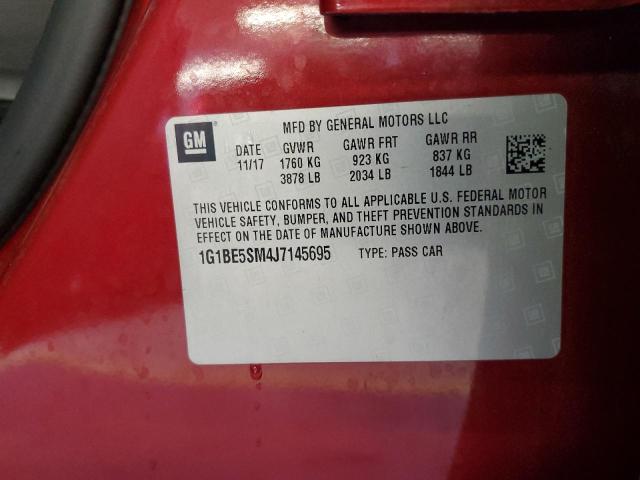 GM
MFD BY GENERAL MOTORS LLC
DATE GVWR GAWR FRT GAWR RR
11/17 1760 KG 923 KG 837 KG
3878 LB 2034 LB 1844 LB
THIS VEHICLE CONFORMS TO ALL APPLICABLE U.S. FEDERAL MOTOR
VEHICLE SAFETY, BUMPER, AND THEFT PREVENTION STANDARDS IN
EFFECT ON THE DATE OF MANUFACTURE SHOWN ABOVE.
1G1BE5SM4J7145695 TYPE: PASS CAR